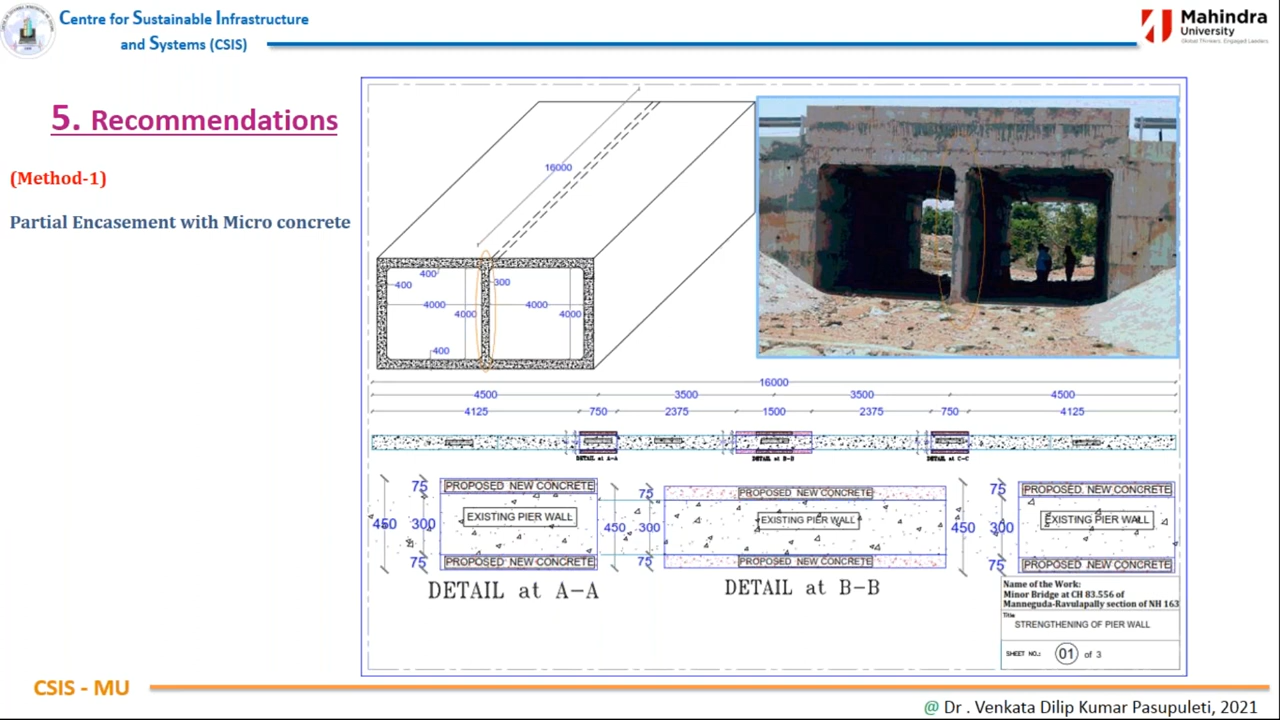 Centre for Sustainable Infrastructure
and Systems (CSIS)
Mahindra
University
Global Thinkers. Engaged Leaders.
5. Recommendations
(Method-1)
Partial Encasement with Micro concrete
16000
400
400
300
4000
4000
4000
4000
400
16000
4500
3500
3500
4500
4125
750
2375
1500
2375
750
4125
DETAIL at A-A
DETAIL at B-B
DETAIL at C-C
75
PROPOSED NEW CONCRETE
450
300
EXISTING PIER WALL
75
PROPOSED NEW CONCRETE
DETAIL at A-A
75
PROPOSED NEW CONCRETE
450
300
EXISTING PIER WALL
75
PROPOSED NEW CONCRETE
DETAIL at B-B
75
PROPOSED NEW CONCRETE
450
300
EXISTING PIER WALL
75
PROPOSED NEW CONCRETE
Name of the Work:
Minor Bridge at CH 83.556 of
Manneguda-Ravulapally section of NH 163
Title
STRENGTHENING OF PIER WALL
SHEET NO.: 01 of 3
CSIS - MU
@ Dr . Venkata Dilip Kumar Pasupuleti, 2021